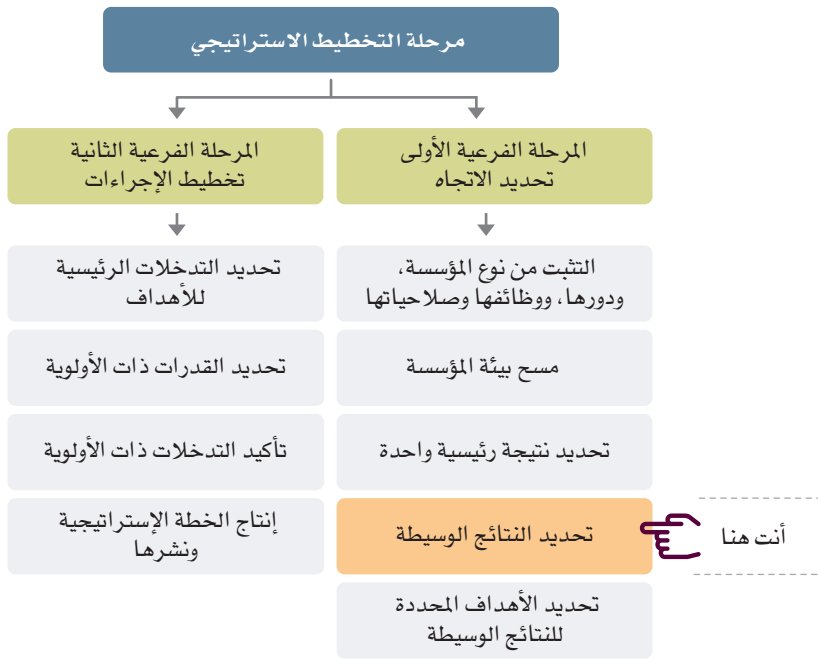 مرحلة التخطيط الاستراتيجي
المرحلة الفرعية الأولى
تحديد الاتجاه
التثبت من نوع المؤسسة،
ودورها، ووظائفها وصلاحياتها
مسح بيئة المؤسسة
تحديد نتيجة رئيسية واحدة
تحديد النتائج الوسيطة
أنت هنا
تحديد الأهداف المحددة
للنتائج الوسيطة
المرحلة الفرعية الثانية
تخطيط الإجراءات
تحديد التدخلات الرئيسية
للأهداف
تحديد القدرات ذات الأولوية
تأكيد التدخلات ذات الأولوية
إنتاج الخطة الإستراتيجية
ونشرها